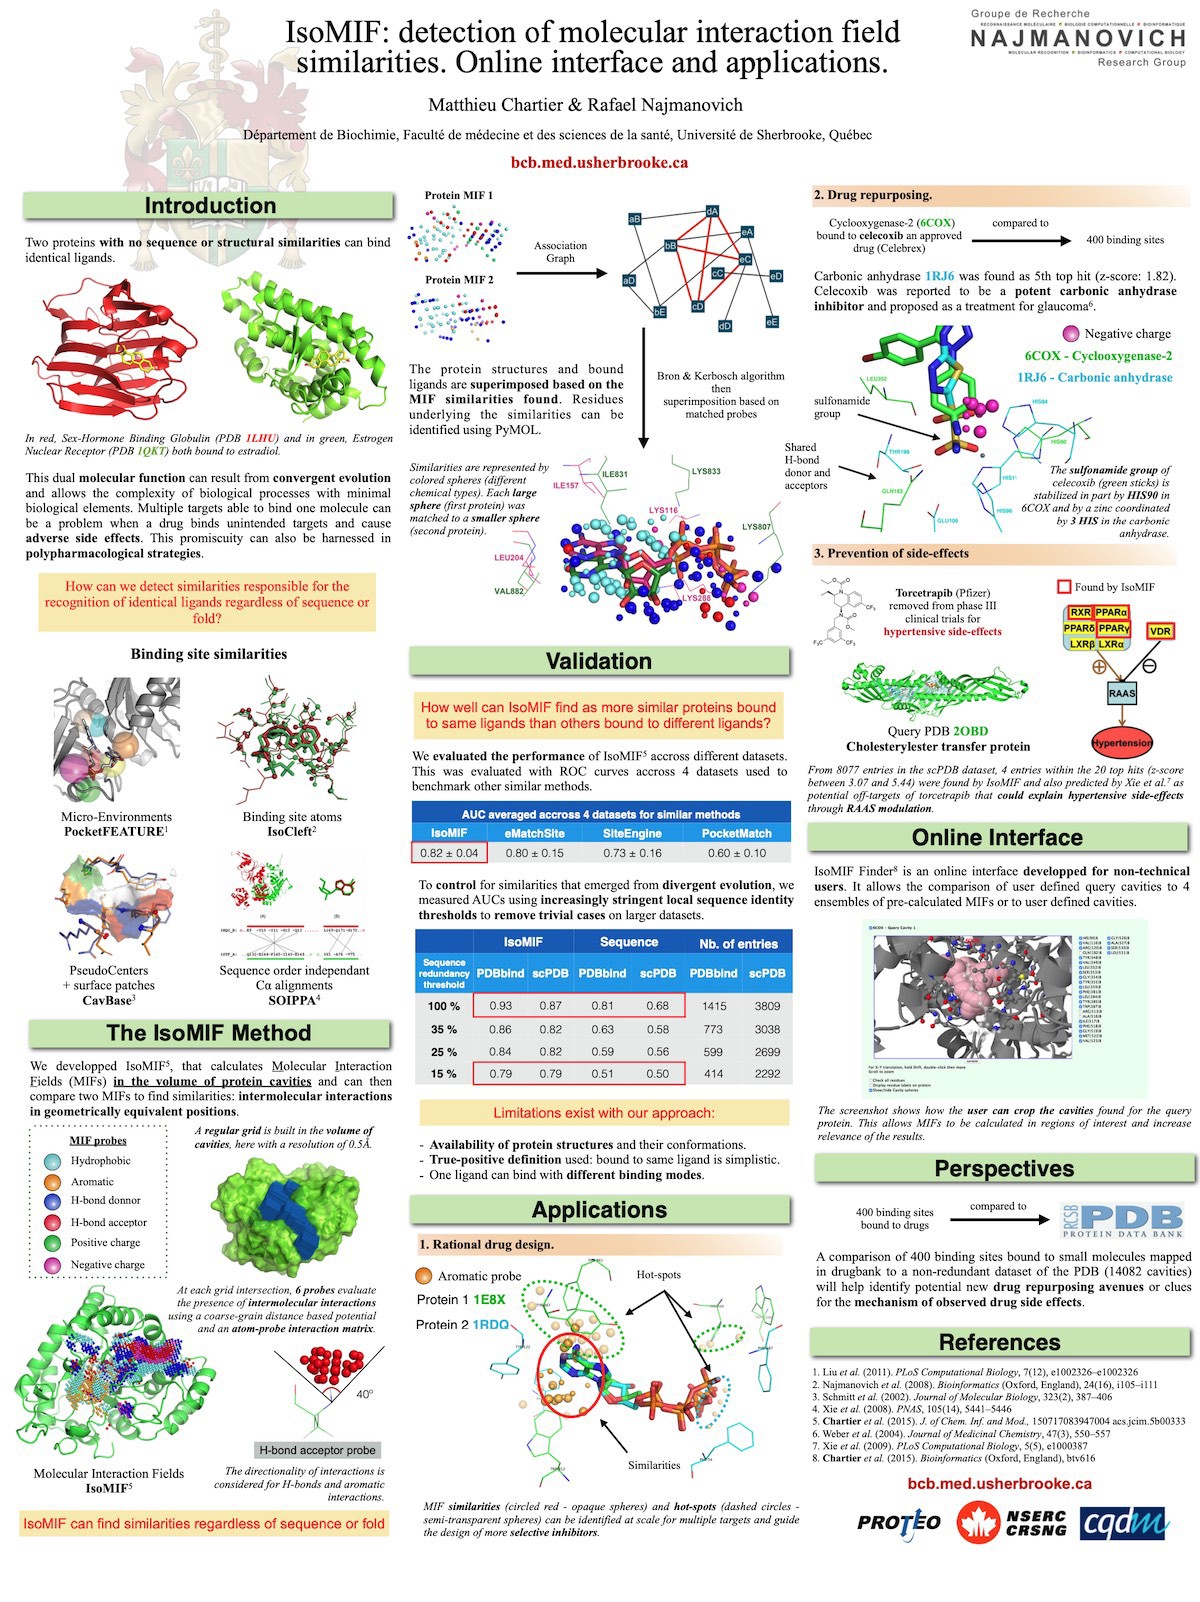 IsoMIF: detection of molecular interaction field
similarities. Online interface and applications.
Groupe de Recherche
RECONNAISSANCE MOLÉCULAIRE ● BIOLOGIE COMPUTATIONNELLE ● BIOINFORMATIQUE
NAJMANOVICH
MOLECULAR RECOGNITION ● BIOINFORMATICS ● COMPUTATIONAL BIOLOGY
Research Group
Matthieu Chartier & Rafael Najmanovich
Département de Biochimie, Faculté de médecine et des sciences de la santé, Université de Sherbrooke, Québec
bcb.med.usherbrooke.ca
Introduction
Two proteins with no sequence or structural similarities can bind
identical ligands.
In red, Sex-Hormone Binding Globulin (PDB 1LHU) and in green, Estrogen
Nuclear Receptor (PDB 1QKT) both bound to estradiol.
This dual molecular function can result from convergent evolution
and allows the complexity of biological processes with minimal
biological elements. Multiple targets able to bind one molecule can
be a problem when a drug binds unintended targets and cause
adverse side effects. This promiscuity can also be harnessed in
polypharmacological strategies.
How can we detect similarities responsible for the
recognition of identical ligands regardless of sequence or
fold?
Binding site similarities
Micro-Environments
PocketFEATURE1
Binding site atoms
IsoCleft2
(A)
(B)
PseudoCenters
+ surface patches
CavBase3
Sequence order independant
Cα alignments
SOIPPA4
The IsoMIF Method
We developped IsoMIF5, that calculates Molecular Interaction
Fields (MIFs) in the volume of protein cavities and can then
compare two MIFs to find similarities: intermolecular interactions
in geometrically equivalent positions.
MIF probes
Hydrophobic
Aromatic
H-bond donnor
H-bond acceptor
Positive charge
Negative charge
A regular grid is built in the volume of
cavities, here with a resolution of 0.5Å.
At each grid intersection, 6 probes evaluate
the presence of intermolecular interactions
using a coarse-grain distance based potential
and an atom-probe interaction matrix.
40°
H-bond acceptor probe
Molecular Interaction Fields
IsoMIF5
The directionality of interactions is
considered for H-bonds and aromatic
interactions.
IsoMIF can find similarities regardless of sequence or fold
Protein MIF 1
Protein MIF 2
Association
Graph
aB
dA
eA
bB
eC
cC
eD
aD
bE
cD
dD
eE
The protein structures and bound
ligands are superimposed based on the
MIF similarities found. Residues
underlying the similarities can be
identified using PyMOL.
Bron & Kerbosch algorithm
then
superimposition based on
matched probes
Similarities are represented by
colored spheres (different
chemical types). Each large
sphere (first protein) was
matched to a smaller sphere
(second protein).
ILE831
ILE157
LYS833
LYS116
LYS807
LEU204
VAL882
LYS288
Validation
How well can IsoMIF find as more similar proteins bound
to same ligands than others bound to different ligands?
We evaluated the performance of IsoMIF5 accross different datasets.
This was evaluated with ROC curves accross 4 datasets used to
benchmark other similar methods.
AUC averaged accross 4 datasets for similar methods
IsoMIF eMatchSite SiteEngine PocketMatch
0.82 ± 0.04 0.80 ± 0.15 0.73 ± 0.16 0.60 ± 0.10
To control for similarities that emerged from divergent evolution, we
measured AUCs using increasingly stringent local sequence identity
thresholds to remove trivial cases on larger datasets.
IsoMIF Sequence Nb. of entries
Sequence
redundancy
threshold
PDBbind scPDB PDBbind scPDB PDBbind scPDB
100 % 0.93 0.87 0.81 0.68 1415 3809
35 % 0.86 0.82 0.63 0.58 773 3038
25 % 0.84 0.82 0.59 0.56 599 2699
15 % 0.79 0.79 0.51 0.50 414 2292
Limitations exist with our approach:
- Availability of protein structures and their conformations.
- True-positive definition used: bound to same ligand is simplistic.
- One ligand can bind with different binding modes.
Applications
1. Rational drug design.
Aromatic probe
Protein 1 1E8X
Protein 2 1RDQ
Hot-spots
Similarities
MIF similarities (circled red - opaque spheres) and hot-spots (dashed circles -
semi-transparent spheres) can be identified at scale for multiple targets and guide
the design of more selective inhibitors.
2. Drug repurposing.
Cyclooxygenase-2 (6COX)
bound to celecoxib an approved
drug (Celebrex)
compared to
400 binding sites
Carbonic anhydrase 1RJ6 was found as 5th top hit (z-score: 1.82).
Celecoxib was reported to be a potent carbonic anhydrase
inhibitor and proposed as a treatment for glaucoma6.
Negative charge
6COX - Cyclooxygenase-2
1RJ6 - Carbonic anhydrase
LEU352
sulfonamide
group
HIS94
HIS90
Shared
H-bond
donor and
acceptors
THR199
GLN192
GLU106
HIS96
The sulfonamide group of
celecoxib (green sticks) is
stabilized in part by HIS90 in
6COX and by a zinc coordinated
by 3 HIS in the carbonic
anhydrase.
3. Prevention of side-effects
Torcetrapib (Pfizer)
removed from phase III
clinical trials for
hypertensive side-effects
Found by IsoMIF
RXR PPARα
PPARδ PPARγ
LXRβ LXRα
VDR
RAAS
Hypertension
Query PDB 2OBD
Cholesterylester transfer protein
From 8077 entries in the scPDB dataset, 4 entries within the 20 top hits (z-score
between 3.07 and 5.44) were found by IsoMIF and also predicted by Xie et al.7 as
potential off-targets of torcetrapib that could explain hypertensive side-effects
through RAAS modulation.
Online Interface
IsoMIF Finder8 is an online interface developped for non-technical
users. It allows the comparison of user defined query cavities to 4
ensembles of pre-calculated MIFs or to user defined cavities.
For X-Y translation, hold Shift, double-click then move
Scroll to zoom
Check all residues
Display residue labels on protein
Show/hide Cavity spheres
The screenshot shows how the user can crop the cavities found for the query
protein. This allows MIFs to be calculated in regions of interest and increase
relevance of the results.
Perspectives
400 binding sites
bound to drugs
compared to
RCSB
PDB
PROTEIN DATA BANK
A comparison of 400 binding sites bound to small molecules mapped
in drugbank to a non-redundant dataset of the PDB (14082 cavities)
will help identify potential new drug repurposing avenues or clues
for the mechanism of observed drug side effects.
References
1. Liu et al. (2011). PLoS Computational Biology, 7(12), e1002326–e1002326
2. Najmanovich et al. (2008). Bioinformatics (Oxford, England), 24(16), i105–i111
3. Schmitt et al. (2002). Journal of Molecular Biology, 323(2), 387–406
4. Xie et al. (2008). PNAS, 105(14), 5441–5446
5. Chartier et al. (2015). J. of Chem. Inf. and Mod., 150717083947004 acs.jcim.5b00333
6. Weber et al. (2004). Journal of Medicinal Chemistry, 47(3), 550–557
7. Xie et al. (2009). PLoS Computational Biology, 5(5), e1000387
8. Chartier et al. (2015). Bioinformatics (Oxford, England), btv616
bcb.med.usherbrooke.ca
PROTEO
NSERC
CRSNG
cqdm